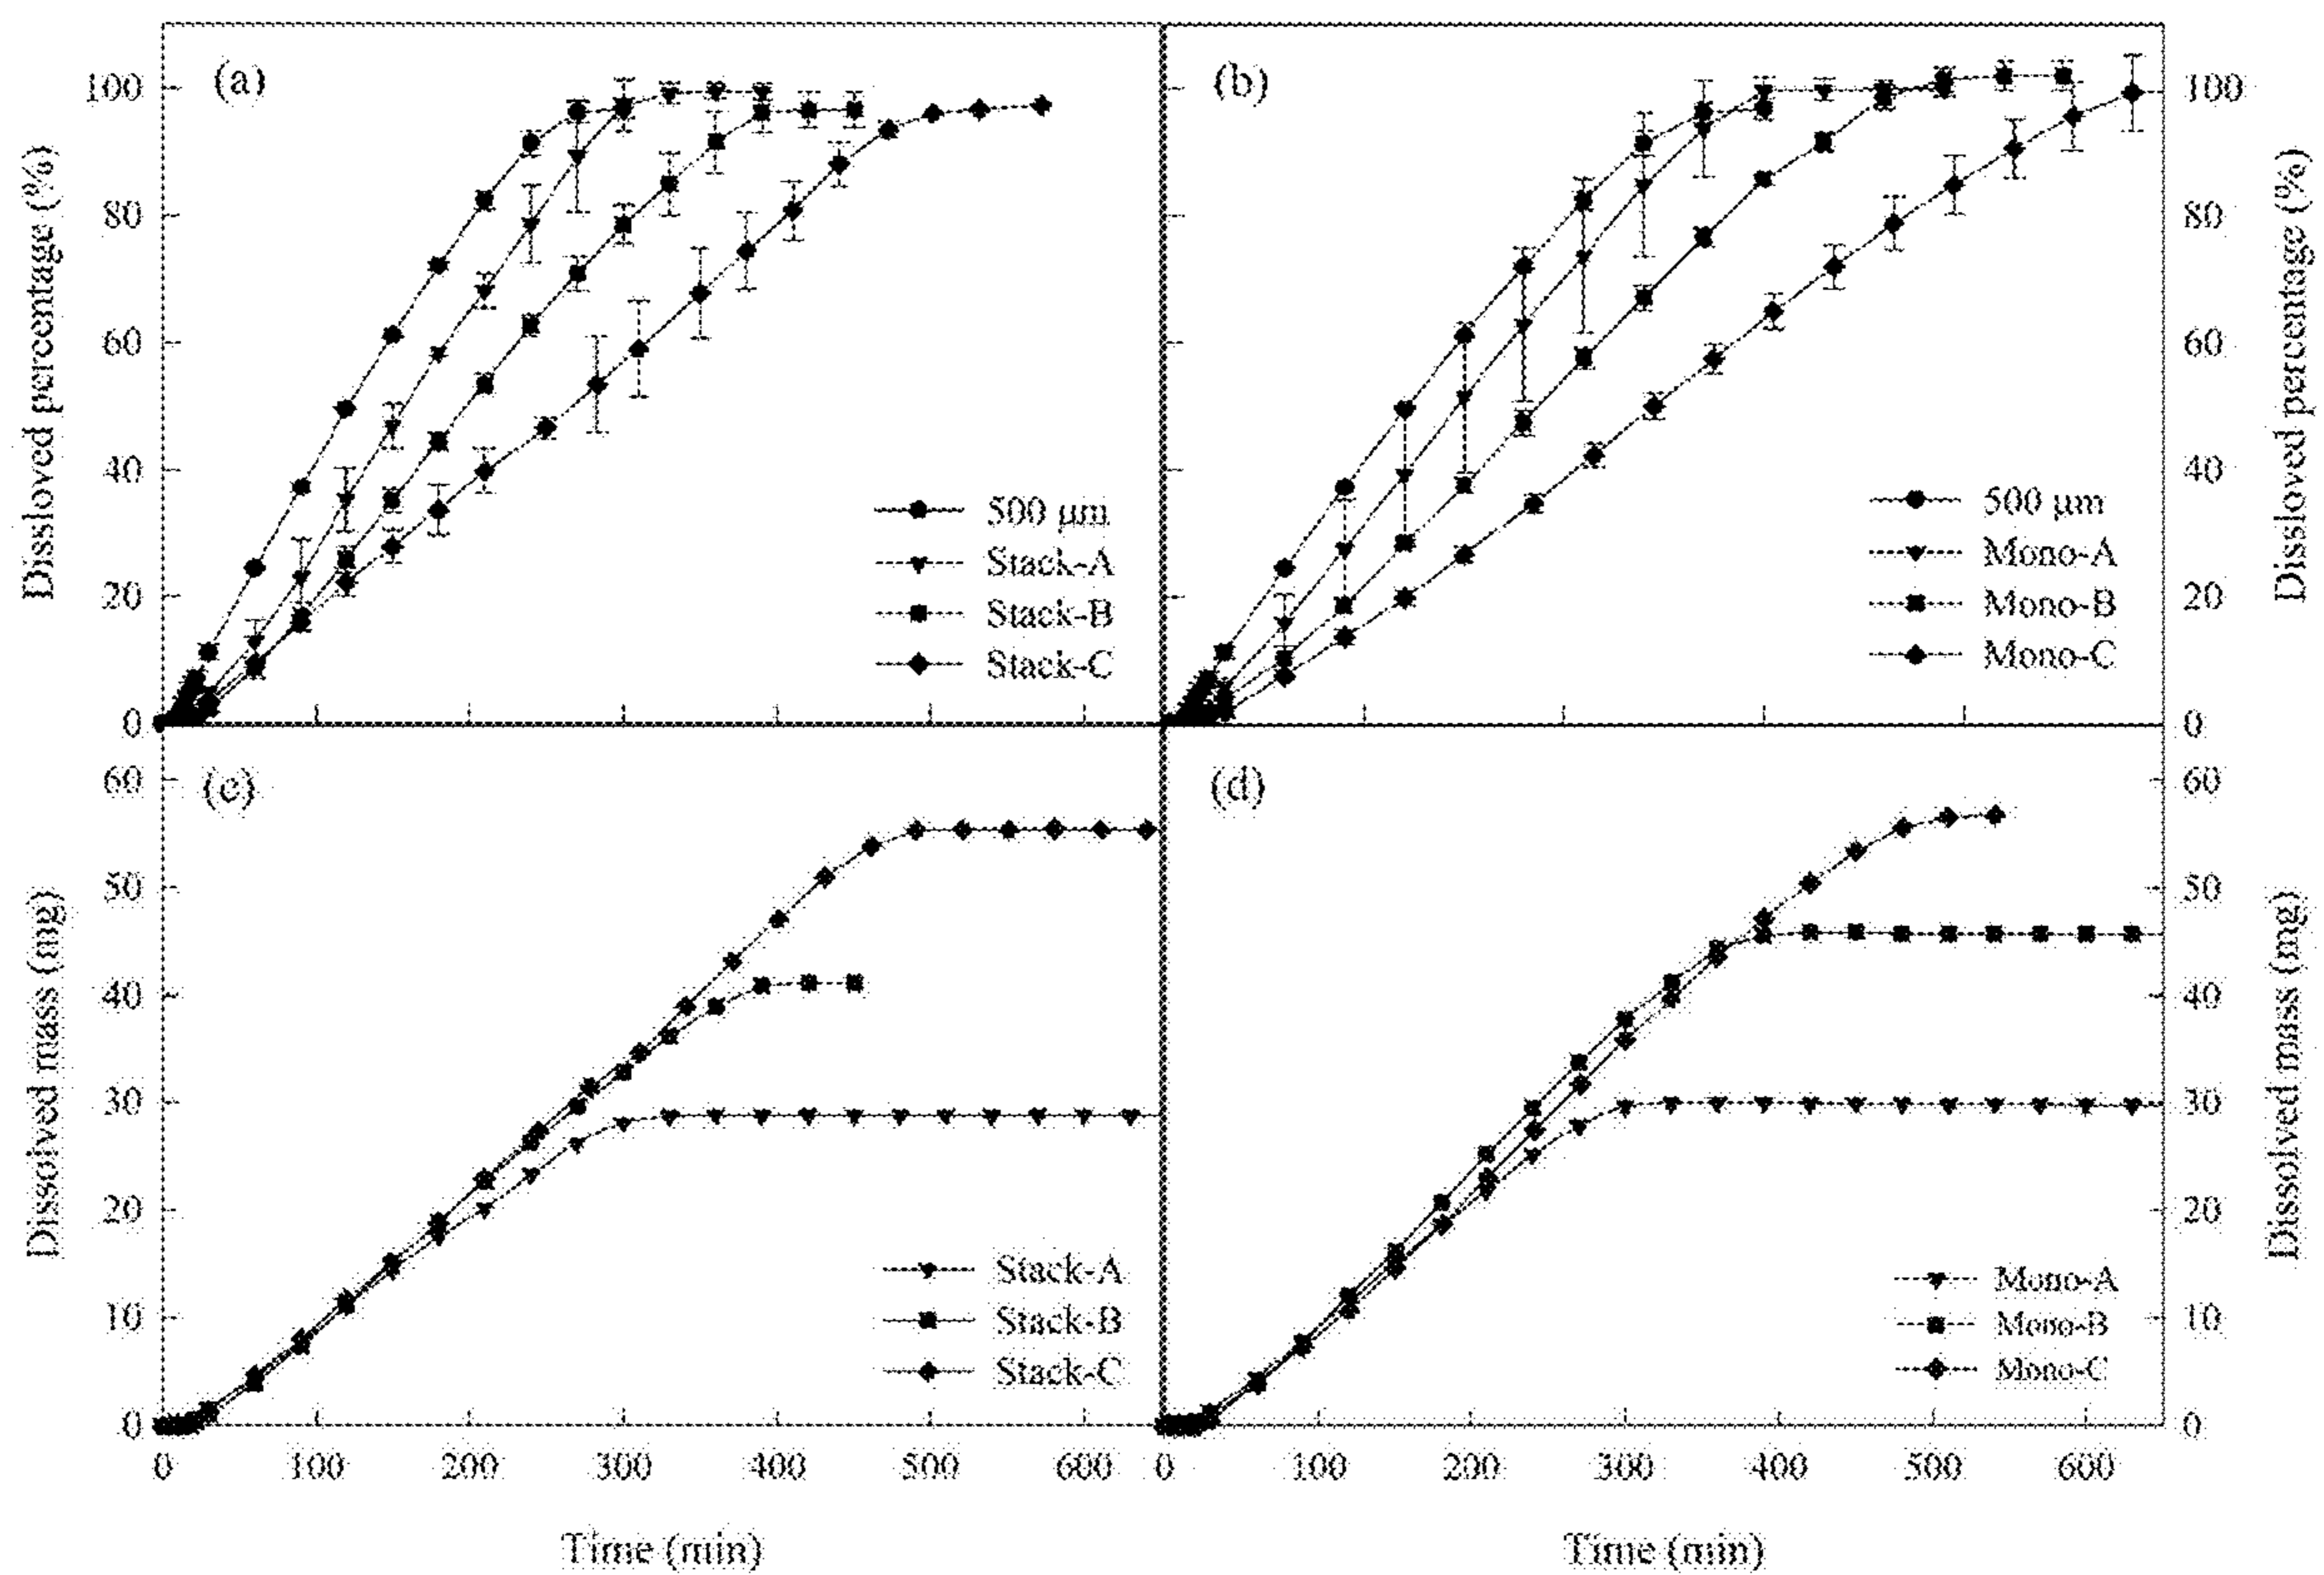 (a)
(b)
100
80
60
40
20
0
Dissloved percentage (%)
500 μm
Stack-A
Stack-B
Stack-C
500 μm
Mono-A
Mono-B
Mono-C
100
80
60
40
20
0
Dissloved percentage (%)
(c)
(d)
60
50
40
30
20
10
0
Dissolved mass (mg)
Stack-A
Stack-B
Stack-C
Mono-A
Mono-B
Mono-C
60
50
40
30
20
10
0
Dissolved mass (mg)
0 100 200 300 400 500 600
0 100 200 300 400 500 600
Time (min)
Time (min)